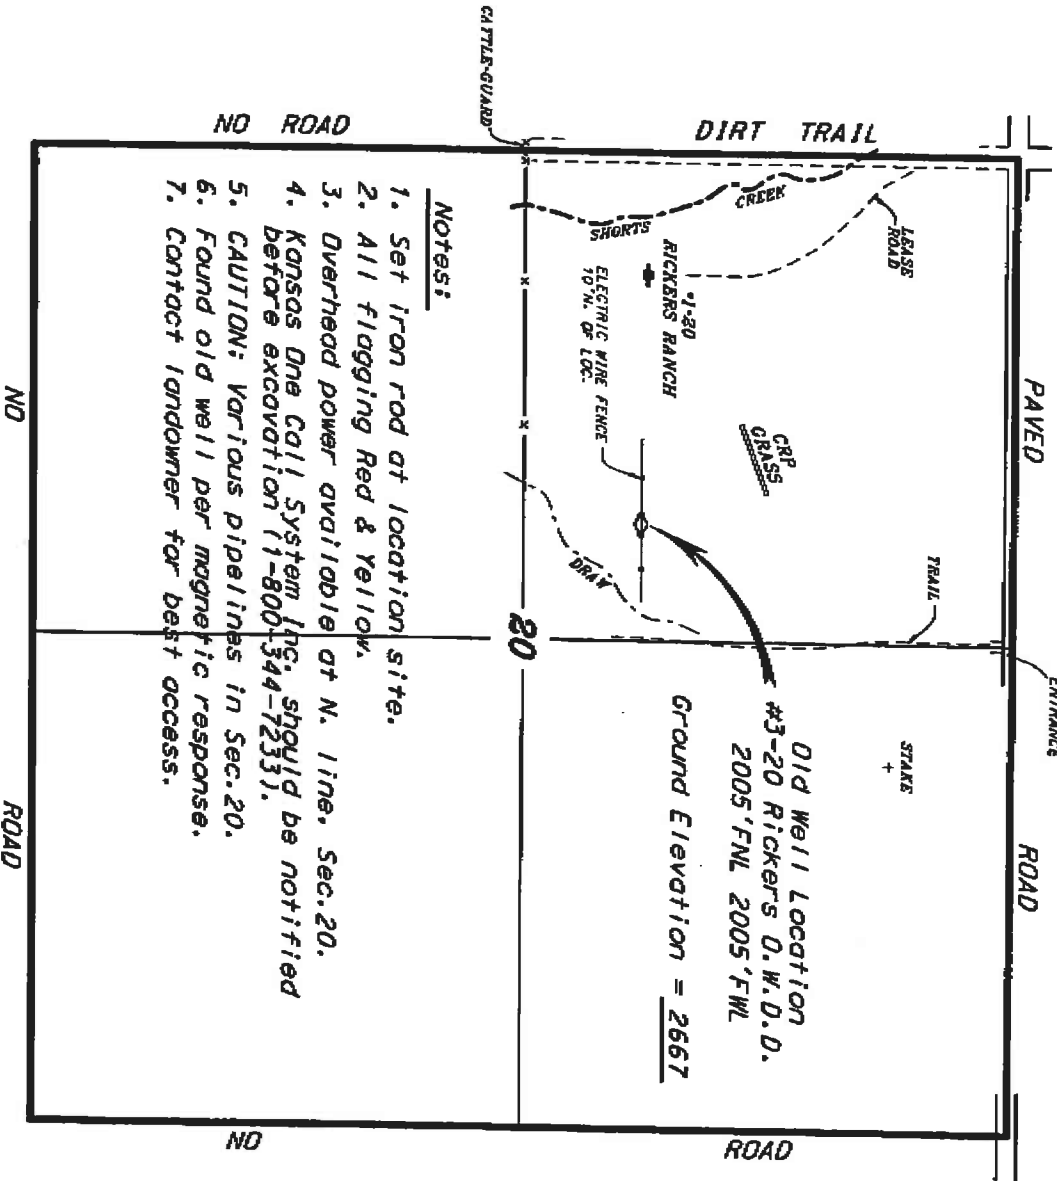 CATTLE-GUARD
NO ROAD
DIRT TRAIL
PAVED
ROAD
ENTRANCE
LEASE
ROAD
CREEK
SHORTS
#1-20
RICKERS RANCH
ELECTRIC WIRE FENCE
10'N. OF LOC.
CRP
GRASS
TRAIL
STAKE
DRAW
20
Old Well Location
#3-20 Rickers O.W.D.D.
2005'FNL 2005'FWL
Ground Elevation = 2667
Notes:
1. Set iron rod at location site.
2. All flagging Red & Yellow.
3. Overhead power available at N. line, Sec.20.
4. Kansas One Call System Inc. should be notified
before excavation (1-800-344-7233).
5. CAUTION: Various pipelines in Sec.20.
6. Found old well per magnetic response.
7. Contact landowner for best access.
NO
ROAD
NO
ROAD